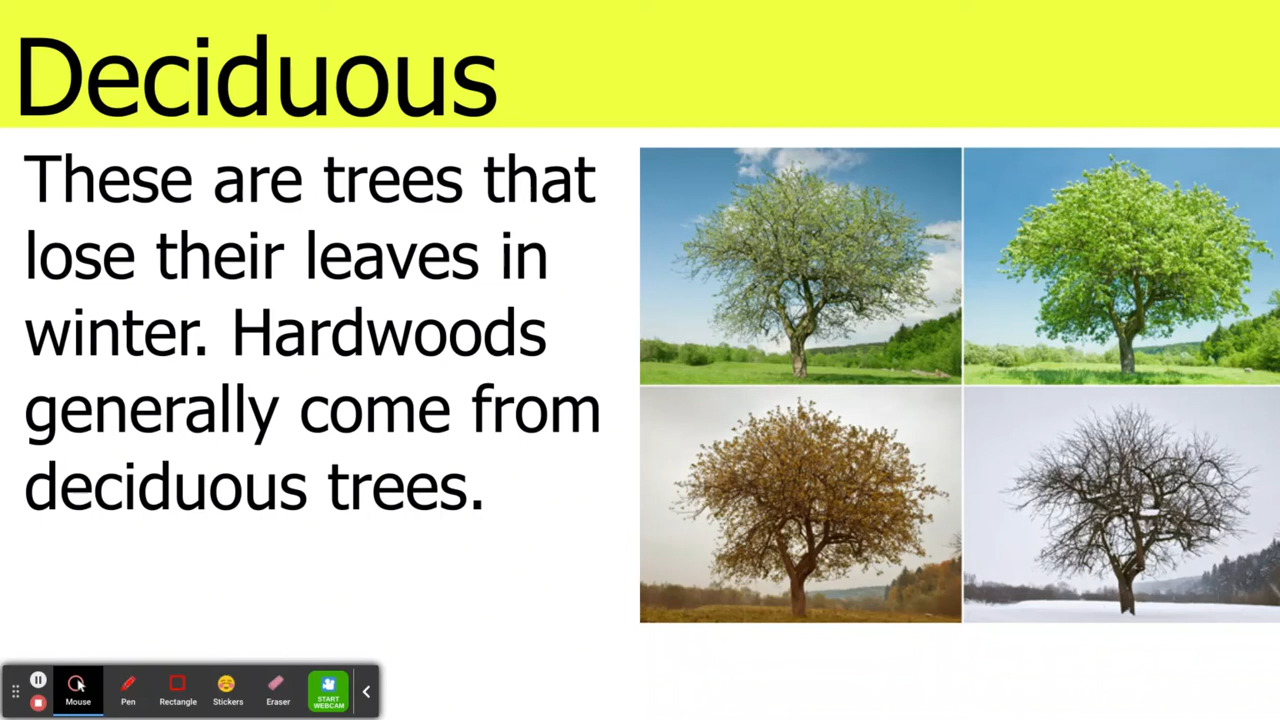 Deciduous
These are trees that
lose their leaves in
winter. Hardwoods
generally come from
deciduous trees.
Mouse
Pen
Rectangle
Stickers
Eraser
START
WEBCAM